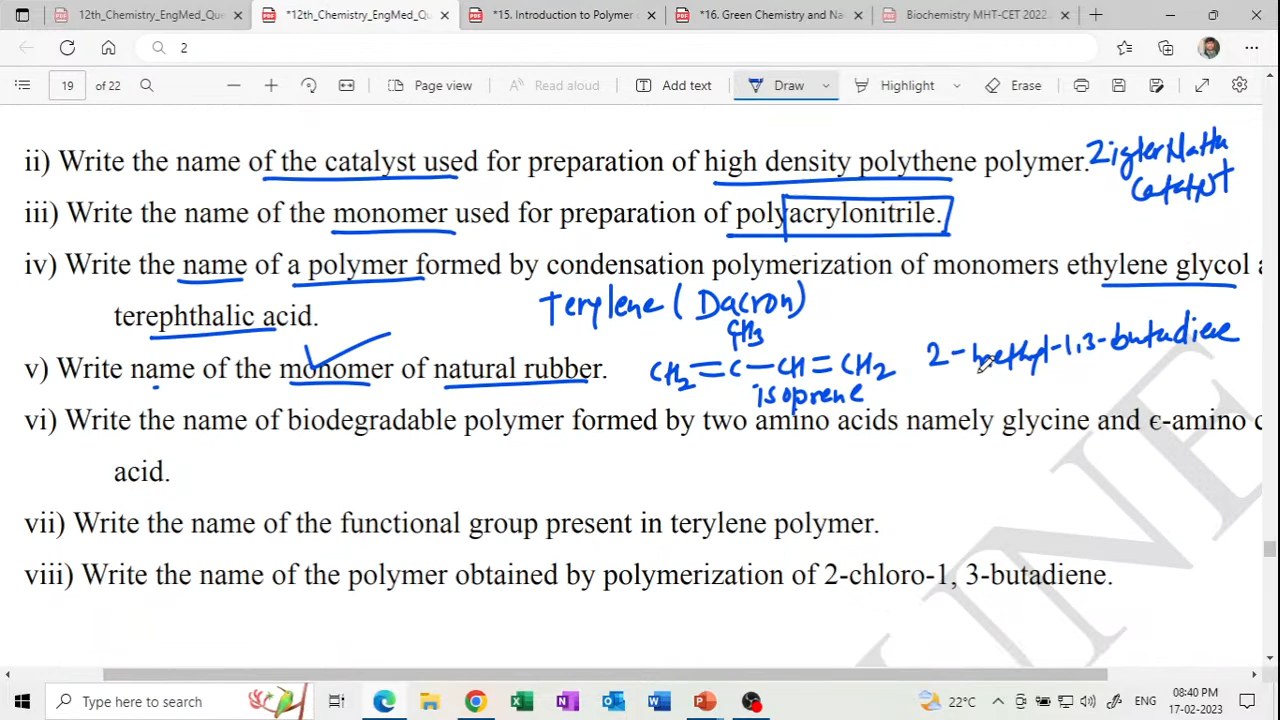 12th_Chemistry_EngMed_Qu
*12th_Chemistry_EngMed_Qu
*15. Introduction to Polymer
*16. Green Chemistry and Na
Biochemistry MHT-CET 2022
2
19 of 22
Page view
Read aloud
Add text
Draw
Highlight
Erase
ii) Write the name of the catalyst used for preparation of high density polythene polymer. Zigler Natta
Catalyst
iii) Write the name of the monomer used for preparation of polyacrylonitrile.
iv) Write the name of a polymer formed by condensation polymerization of monomers ethylene glycol a
terephthalic acid.
Terylene (Dacron)
CH3
v) Write name of the monomer of natural rubber. CH2=C-CH=CH2 2-methyl-1,3-butadiene
isoprene
vi) Write the name of biodegradable polymer formed by two amino acids namely glycine and ϵ-amino c
acid.
vii) Write the name of the functional group present in terylene polymer.
viii) Write the name of the polymer obtained by polymerization of 2-chloro-1, 3-butadiene.
UNE
Type here to search
22°C
ENG
08:40 PM
17-02-2023